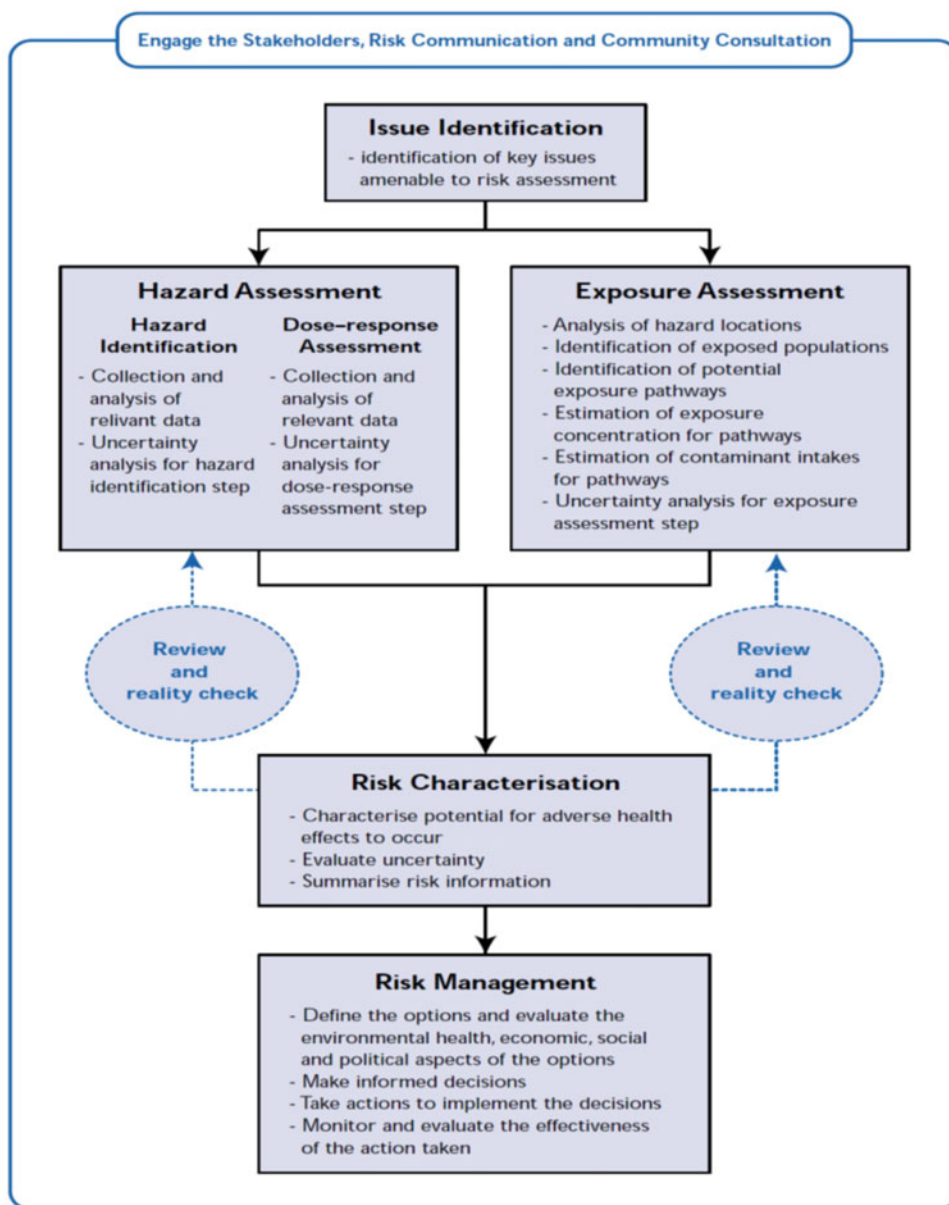 Engage the Stakeholders, Risk Communication and Community Consultation
Issue Identification
- identification of key issues
amenable to risk assessment
Hazard Assessment
Hazard
Identification
- Collection and
analysis of
relivant data
- Uncertainty
analysis for hazard
identification step
Dose-response
Assessment
- Collection and
analysis of
relevant data
- Uncertainty
analysis for
dose-response
assessment step
Exposure Assessment
- Analysis of hazard locations
- Identification of exposed populations
- Identification of potential
exposure pathways
- Estimation of exposure
concentration for pathways
- Estimation of contaminant intakes
for pathways
- Uncertainty analysis for exposure
assessment step
Review
and
reality check
Review
and
reality check
Risk Characterisation
- Characterise potential for adverse health
effects to occur
- Evaluate uncertainty
- Summarise risk information
Risk Management
- Define the options and evaluate the
environmental health, economic, social
and political aspects of the options
- Make informed decisions
- Take actions to implement the decisions
- Monitor and evaluate the effectiveness
of the action taken